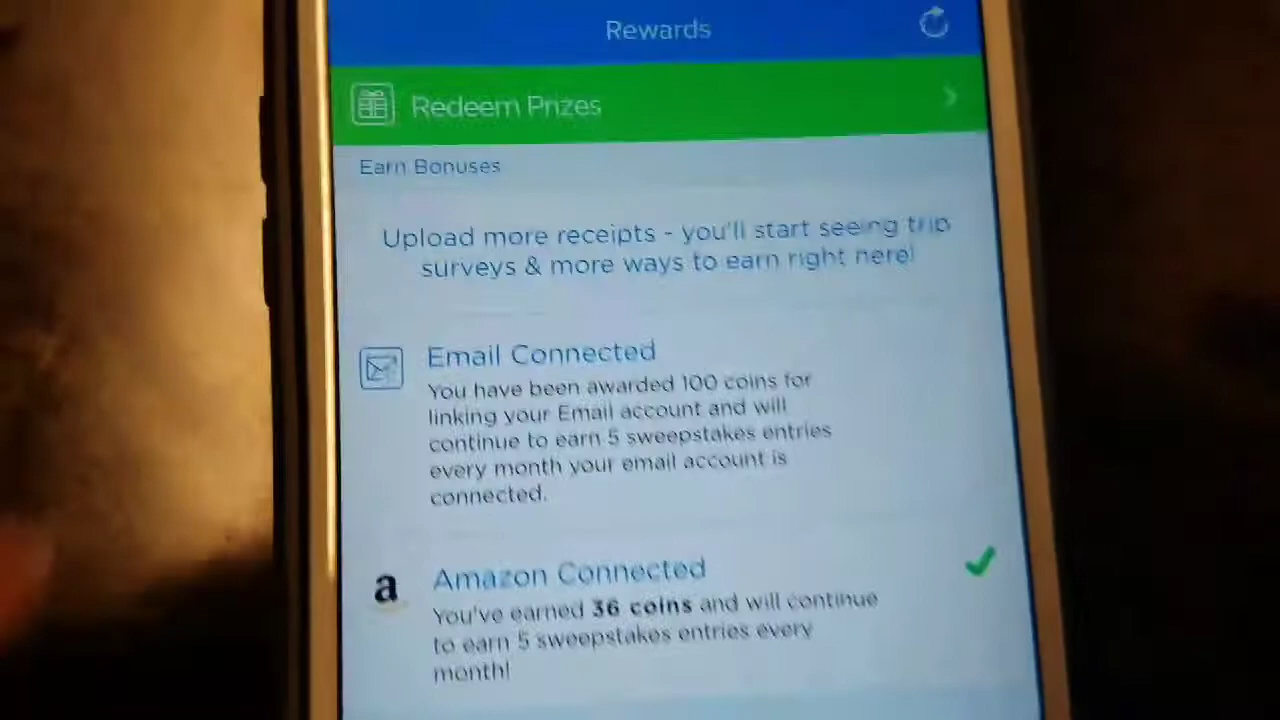 Rewards
Redeem Prizes
Earn Bonuses
Upload more receipts - you'll start seeing trip
surveys & more ways to earn right here!
Email Connected
You have been awarded 100 coins for
linking your Email account and will
continue to earn 5 sweepstakes entries
every month your email account is
connected.
a
Amazon Connected
You've earned 36 coins and will continue
to earn 5 sweepstakes entries every
month!